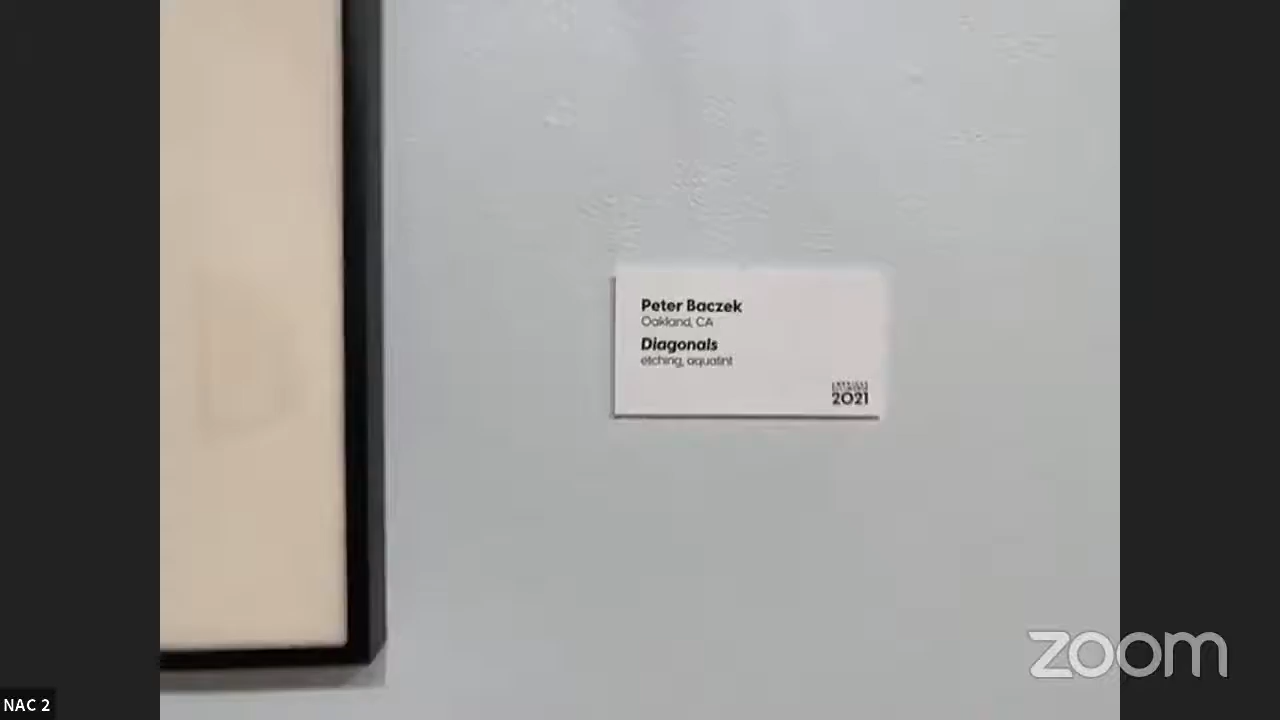 Peter Baczek
Oakland, CA
Diagonals
etching, aquatint
2021
zoom
NAC 2